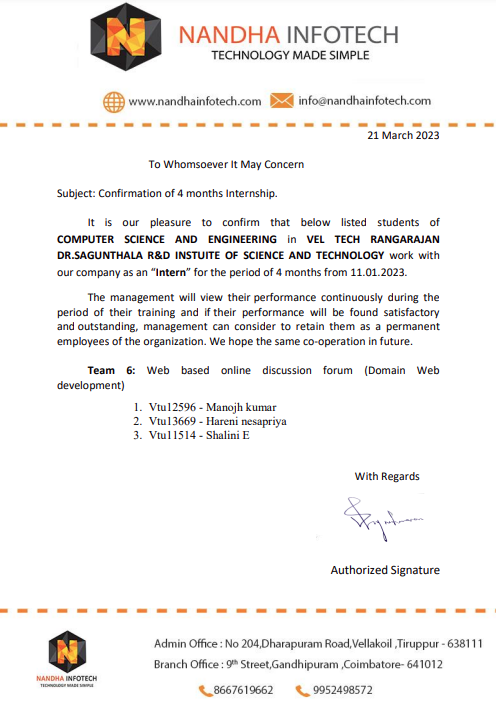 NANDHA INFOTECH
TECHNOLOGY MADE SIMPLE
www.nandhainfotech.com info@nandhainfotech.com
21 March 2023
To Whomsoever It May Concern
Subject: Confirmation of 4 months Internship.
It is our pleasure to confirm that below listed students of
COMPUTER SCIENCE AND ENGINEERING in VEL TECH RANGARAJAN
DR.SAGUNTHALA R&D INSTUITE OF SCIENCE AND TECHNOLOGY work with
our company as an “Intern” for the period of 4 months from 11.01.2023.
The management will view their performance continuously during the
period of their training and if their performance will be found satisfactory
and outstanding, management can consider to retain them as a permanent
employees of the organization. We hope the same co-operation in future.
Team 6: Web based online discussion forum (Domain Web
development)
1. Vtu12596 - Manojh kumar
2. Vtu13669 - Hareni nesapriya
3. Vtu11514 - Shalini E
With Regards
Authorized Signature
Admin Office : No 204,Dharapuram Road,Vellakoil ,Tiruppur - 638111
Branch Office : 9th Street,Gandhipuram ,Coimbatore- 641012
NANDHA INFOTECH
TECHNOLOGY MADE SIMPLE
8667619662 9952498572